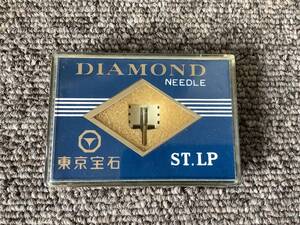 DIAMOND
NEEDLE
東京宝石
ST.LP